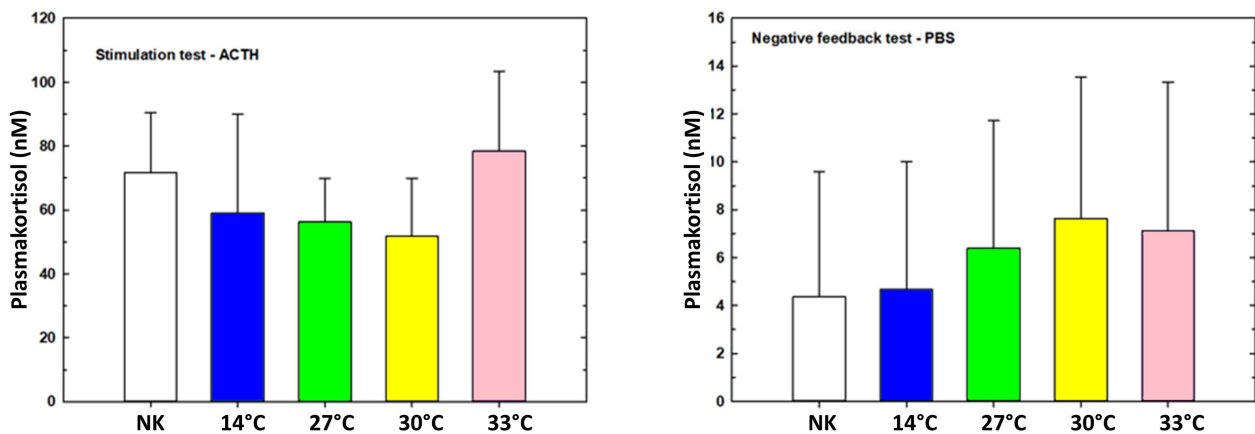 Stimulation test - ACTH
Plasmakortisol (nM)
120
100
80
60
40
20
0
NK 14°C 27°C 30°C 33°C
Negative feedback test - PBS
Plasmakortisol (nM)
16
14
12
10
8
6
4
2
0
NK 14°C 27°C 30°C 33°C